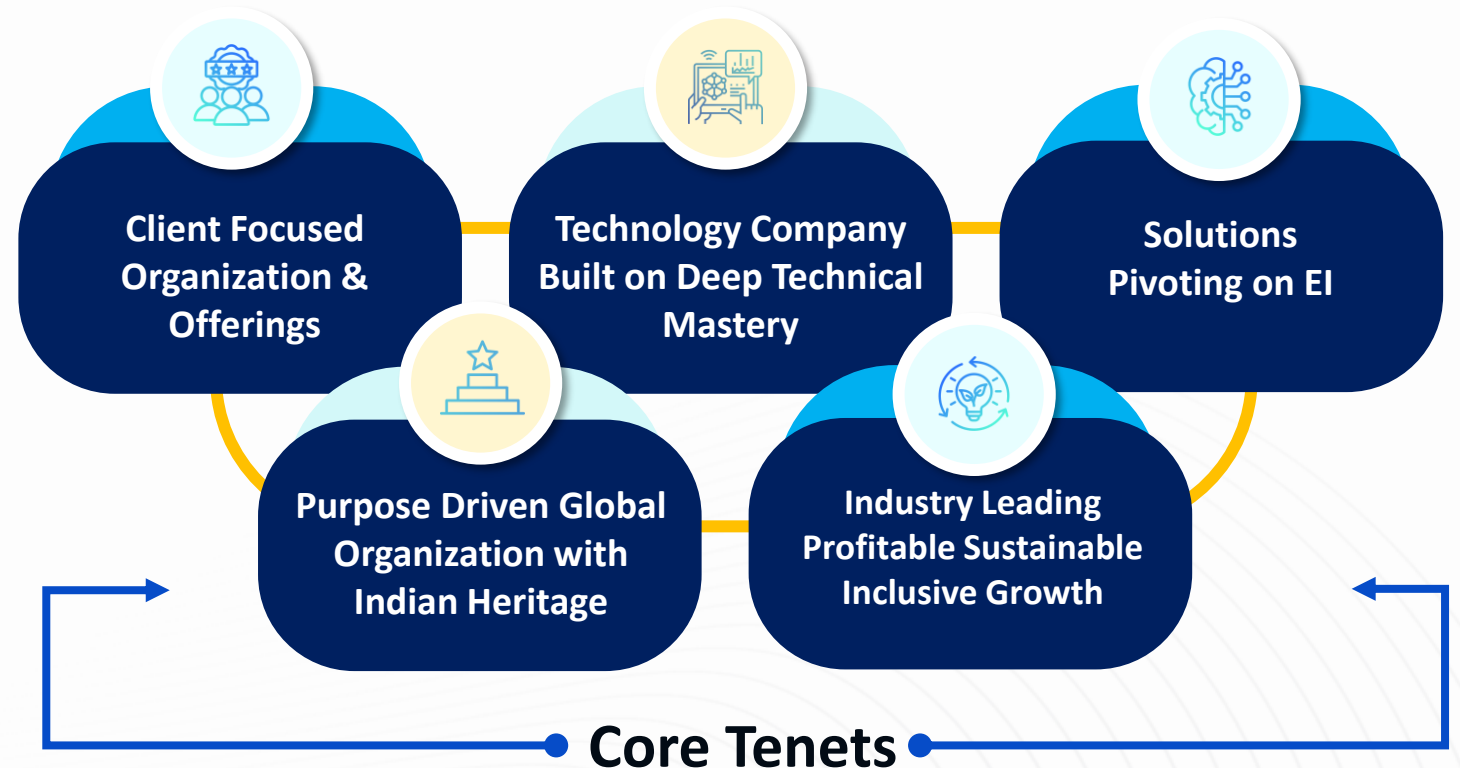 Client Focused
Organization &
Offerings
Technology Company
Built on Deep Technical
Mastery
Solutions
Pivoting on EI
Purpose Driven Global
Organization with
Indian Heritage
Industry Leading
Profitable Sustainable
Inclusive Growth
Core Tenets